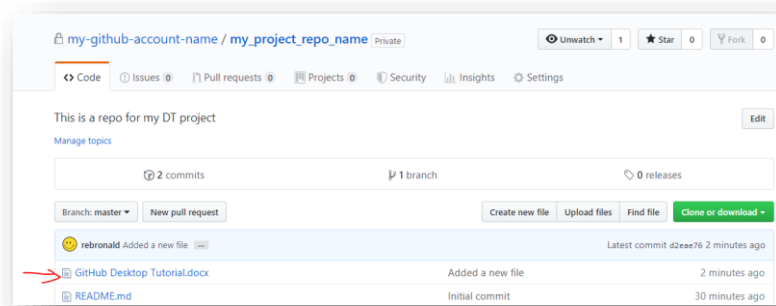 my-github-account-name / my_project_repo_name Private Unwatch 1 Star 0 Fork 0
Code Issues 0 Pull requests 0 Projects 0 Security Insights Settings
This is a repo for my DT project Edit
Manage topics
2 commits 1 branch 0 releases
Branch: master New pull request Create new file Upload files Find file Clone or download
rebronald Added a new file ... Latest commit d2eae76 2 minutes ago
GitHub Desktop Tutorial.docx Added a new file 2 minutes ago
README.md Initial commit 30 minutes ago